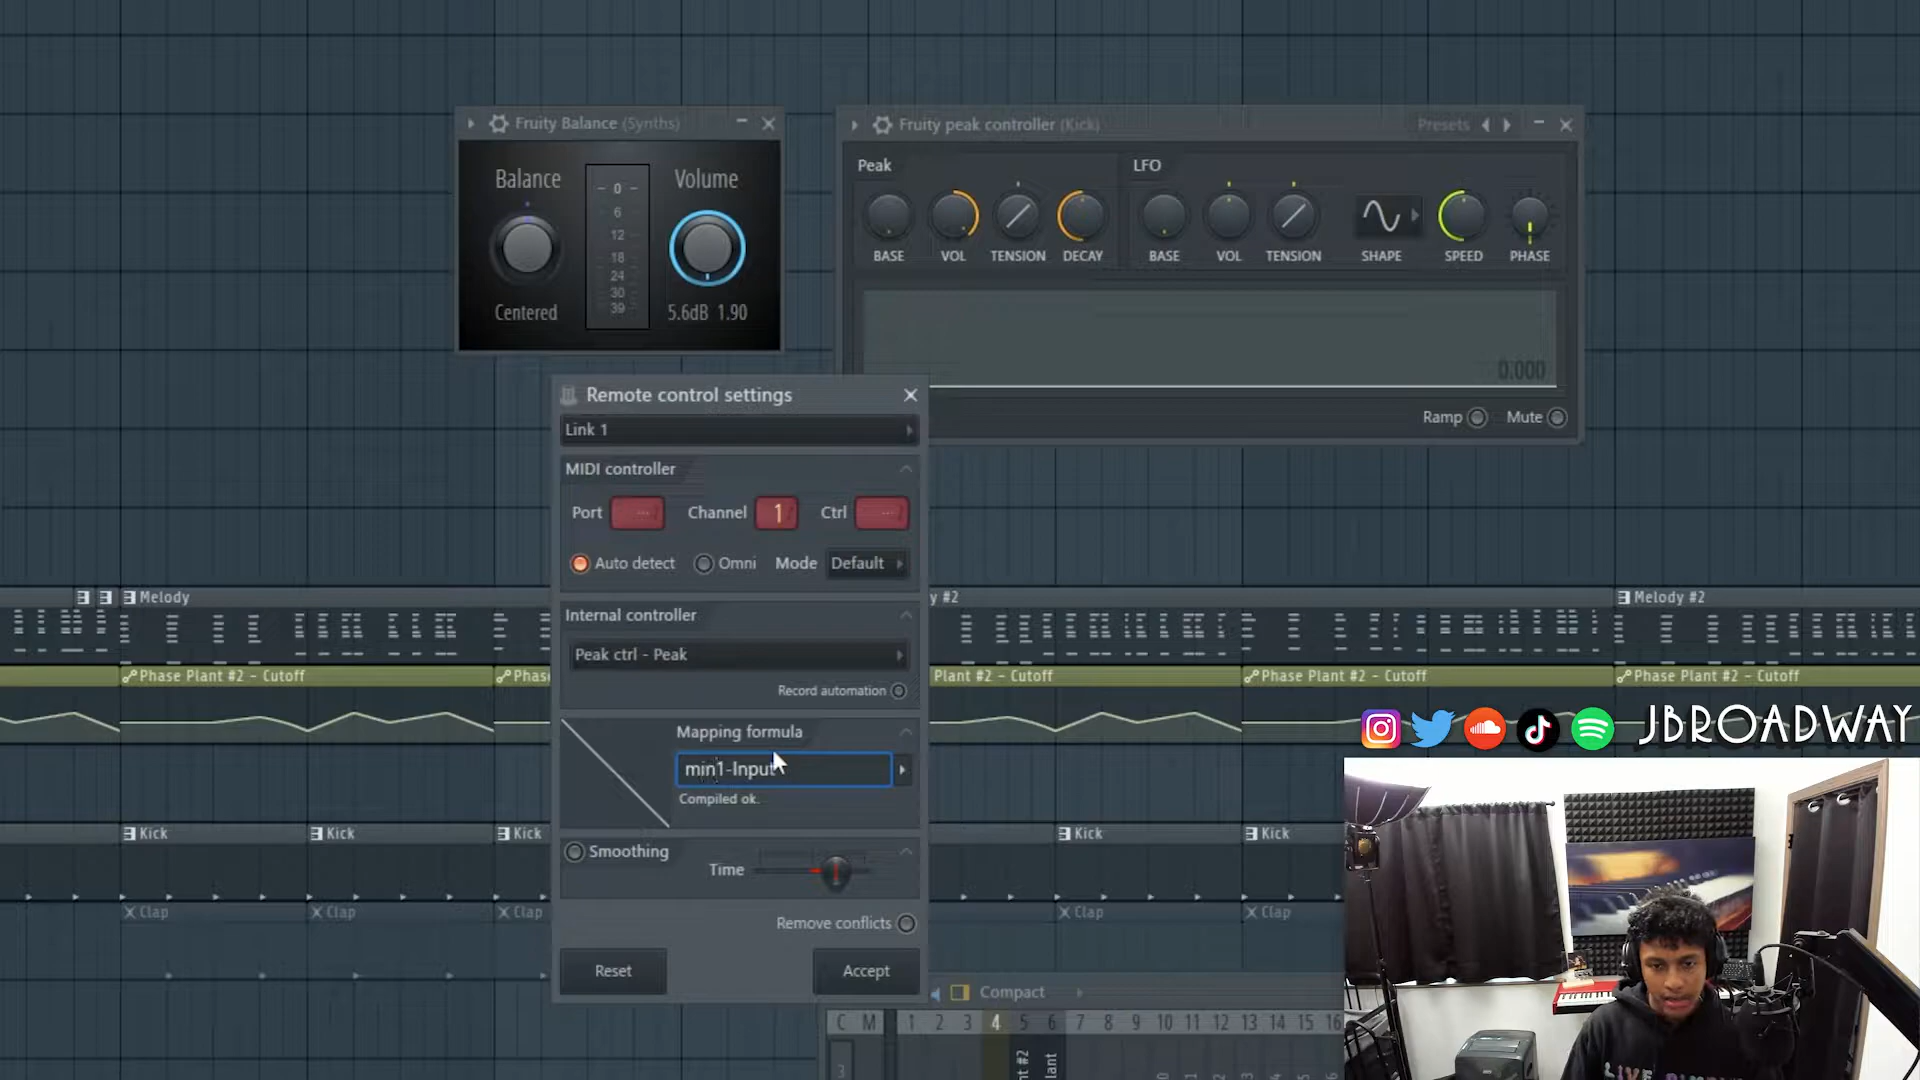 Fruity Balance (Synths)
Balance
Volume
0
6
12
18
24
30
39
Centered
5.6dB 1.90
Fruity peak controller (Kick)
Presets
Peak
LFO
BASE
VOL
TENSION
DECAY
BASE
VOL
TENSION
SHAPE
SPEED
PHASE
0.000
Ramp
Mute
Remote control settings
Link 1
MIDI controller
Port
Channel 1
Ctrl
Auto detect
Omni
Mode Default
Internal controller
Peak ctrl - Peak
Record automation
Mapping formula
min1-Input
Compiled ok.
Smoothing
Time
Remove conflicts
Reset
Accept
Melody
y #2
Melody #2
Phase Plant #2 - Cutoff
Phas
Plant #2 - Cutoff
Phase Plant #2 - Cutoff
Phase Plant #2 - Cutoff
JBROADWAY
Kick
Kick
Kick
Kick
Kick
Clap
Clap
Clap
Clap
Clap
Compact
C M 1 2 3 4 5 6 7 8 9 10 11 12 13 14 15 16